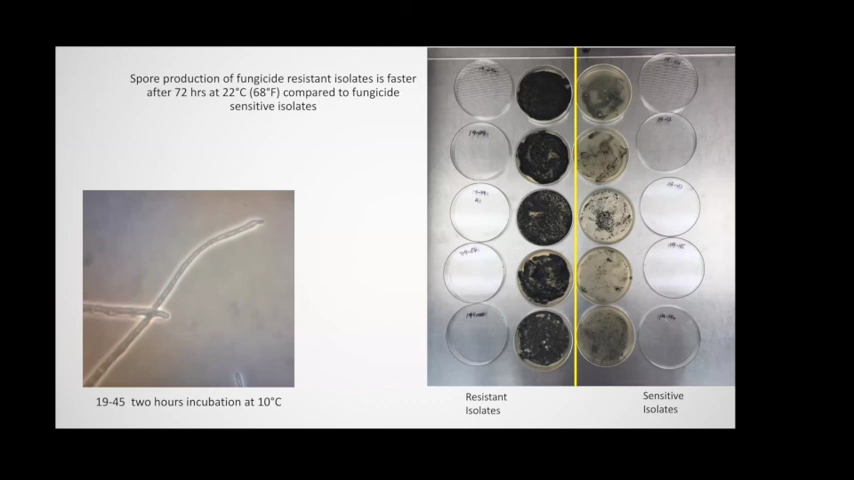 Spore production of fungicide resistant isolates is faster
after 72 hrs at 22°C (68°F) compared to fungicide
sensitive isolates
19-45 two hours incubation at 10°C
Resistant
Isolates
Sensitive
Isolates